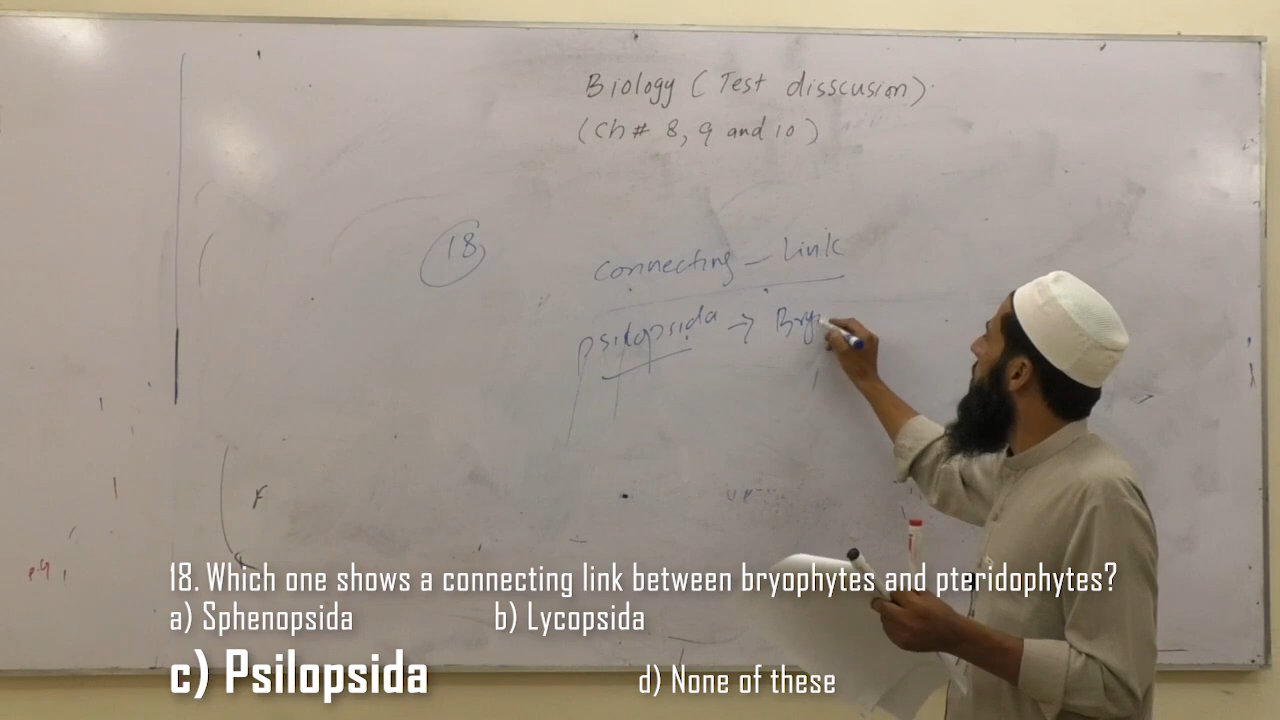 Biology (Test disscusion).
(Ch# 8, 9 and 10)
18
connecting - Link
psilopsida → Bry
18. Which one shows a connecting link between bryophytes and pteridophytes?
a) Sphenopsida b) Lycopsida
c) Psilopsida d) None of these